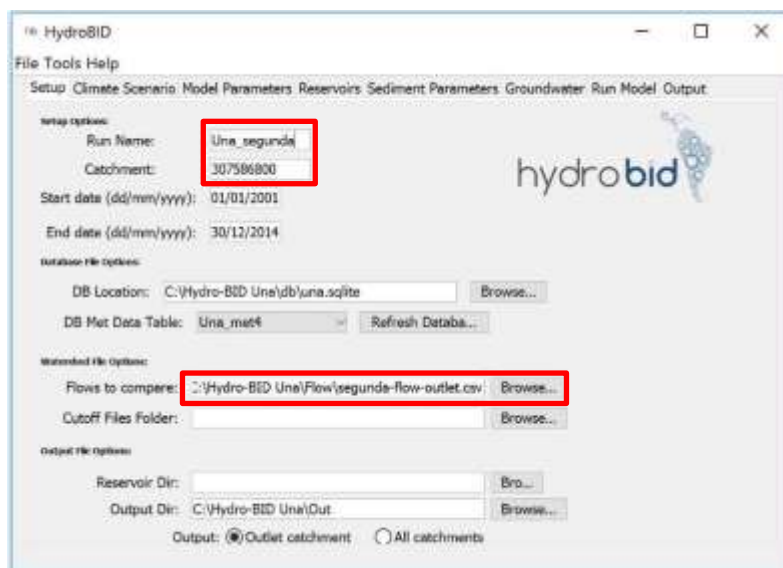 HydroBID
File Tools Help
Setup Climate Scenario Model Parameters Reservoirs Sediment Parameters Groundwater Run Model Output
Setup Options:
Run Name: Una_segunda
Catchment: 307586800
Start date (dd/mm/yyyy): 01/01/2001
End date (dd/mm/yyyy): 30/12/2014
hydrobid
Database File Options:
DB Location: C:\Hydro-BID Una\db\una.sqlite Browse...
DB Met Data Table: Una_met4 Refresh Databa...
Watershed File Options:
Flows to compare: C:\Hydro-BID Una\Flow\segunda-flow-outlet.csv Browse...
Cutoff Files Folder: Browse...
Output File Options:
Reservoir Dir: Bro...
Output Dir: C:\Hydro-BID Una\Out Browse...
Output: Outlet catchment All catchments